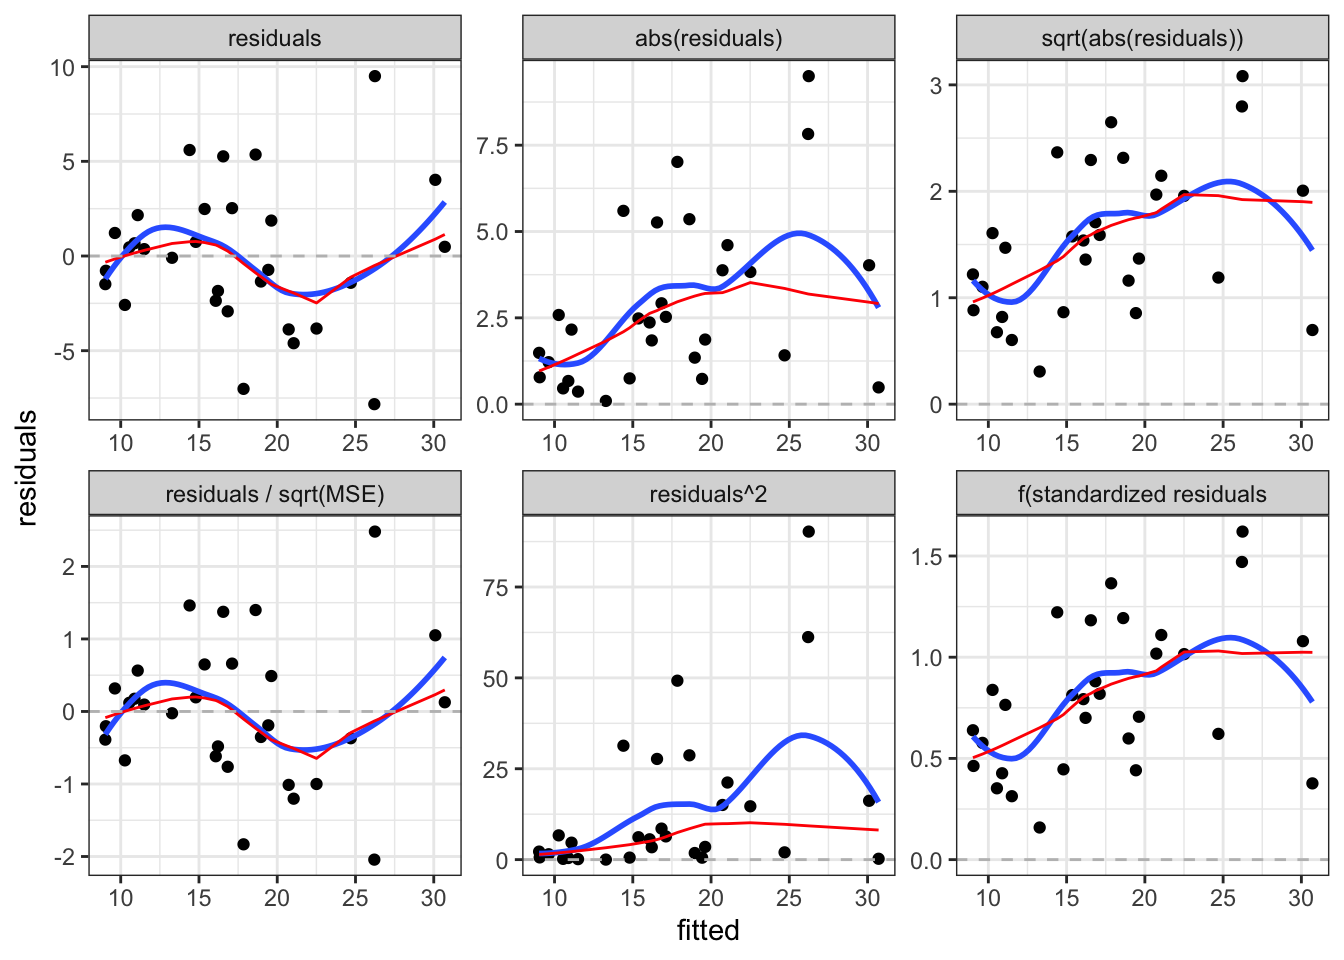 residuals
abs(residuals)
sqrt(abs(residuals))
10
5
0
-5
10 15 20 25 30
7.5
5.0
2.5
0.0
10 15 20 25 30
3
2
1
0
10 15 20 25 30
residuals
residuals / sqrt(MSE)
residuals^2
f(standardized residuals
2
1
0
-1
-2
10 15 20 25 30
75
50
25
0
10 15 20 25 30
1.5
1.0
0.5
0.0
10 15 20 25 30
fitted